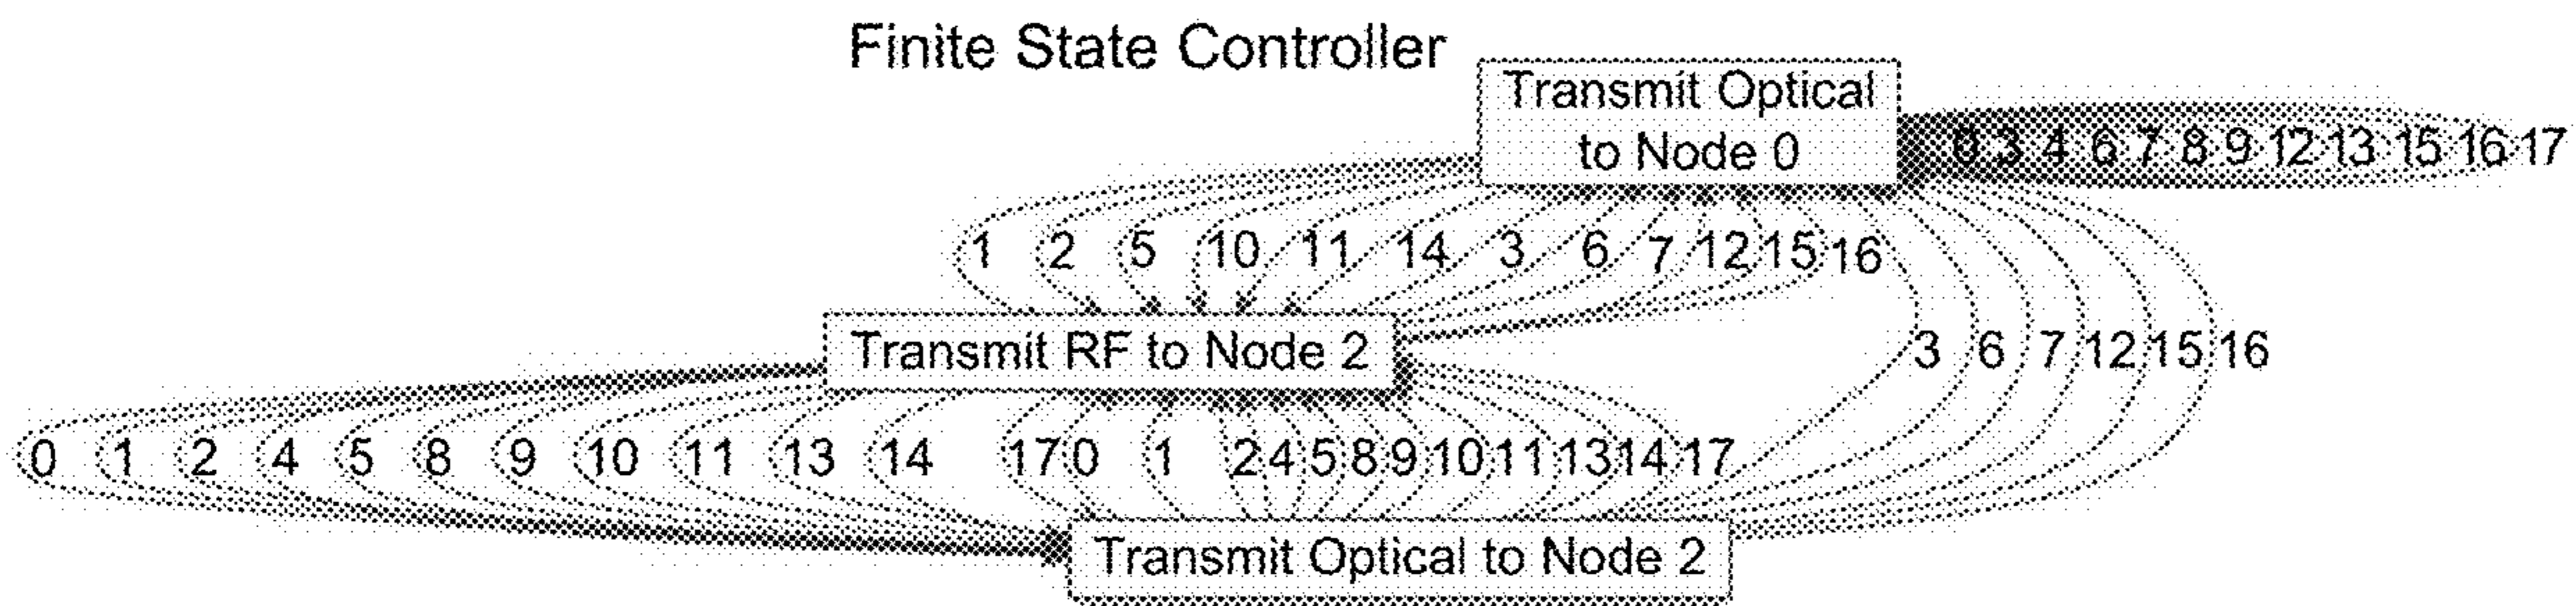 Finite State Controller
Transmit Optical
to Node 0
0 3 4 6 7 8 9 12 13 15 16 17
1 2 5 10 11 14 3 6 7 12 15 16
Transmit RF to Node 2
3 6 7 12 15 16
0 1 2 4 5 8 9 10 11 13 14 17 0 1 2 4 5 8 9 10 11 13 14 17
Transmit Optical to Node 2